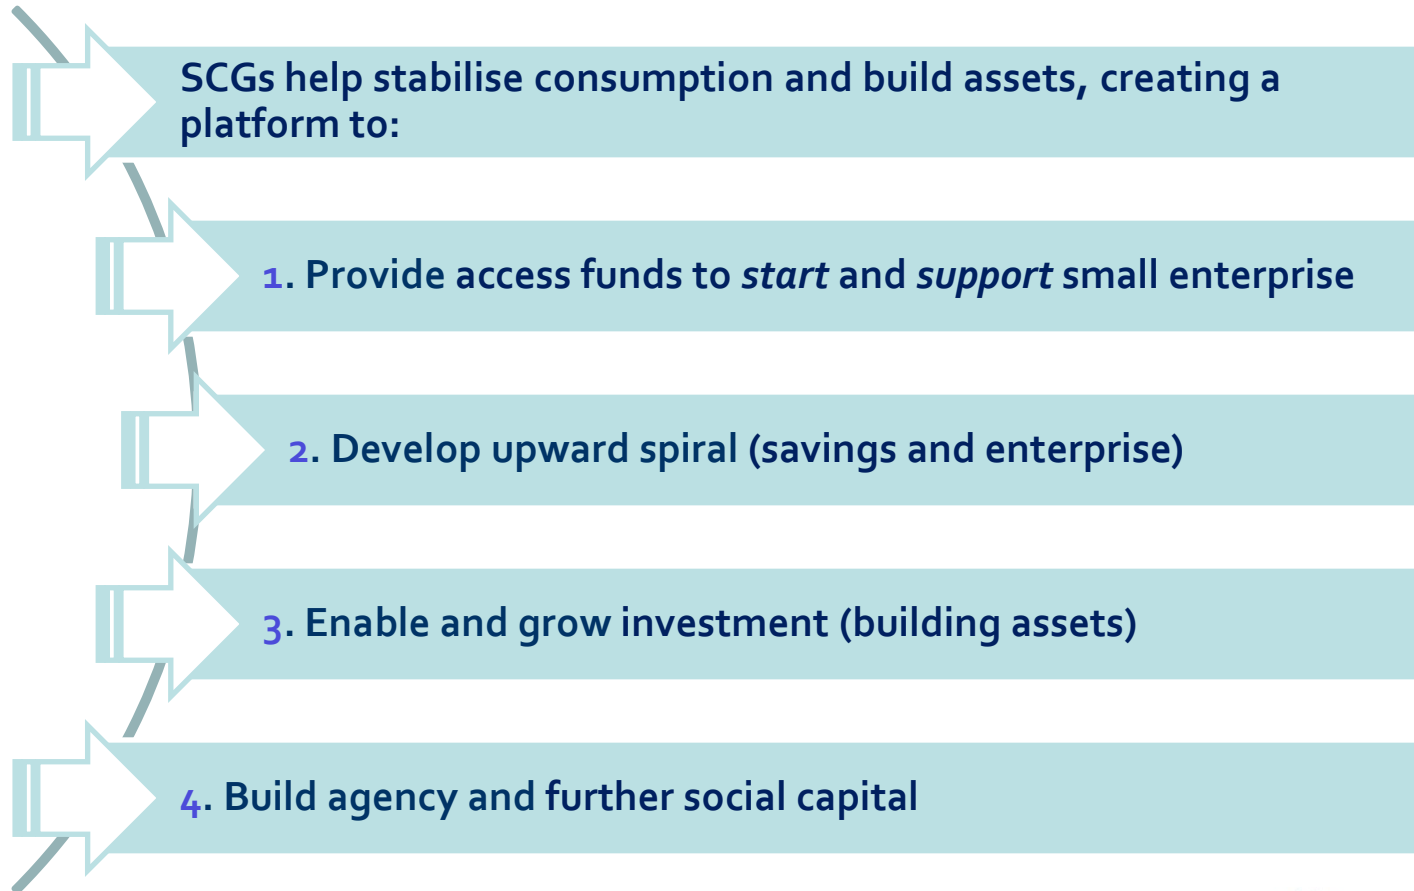 SCGs help stabilise consumption and build assets, creating a
platform to:
1. Provide access funds to start and support small enterprise
2. Develop upward spiral (savings and enterprise)
3. Enable and grow investment (building assets)
4. Build agency and further social capital